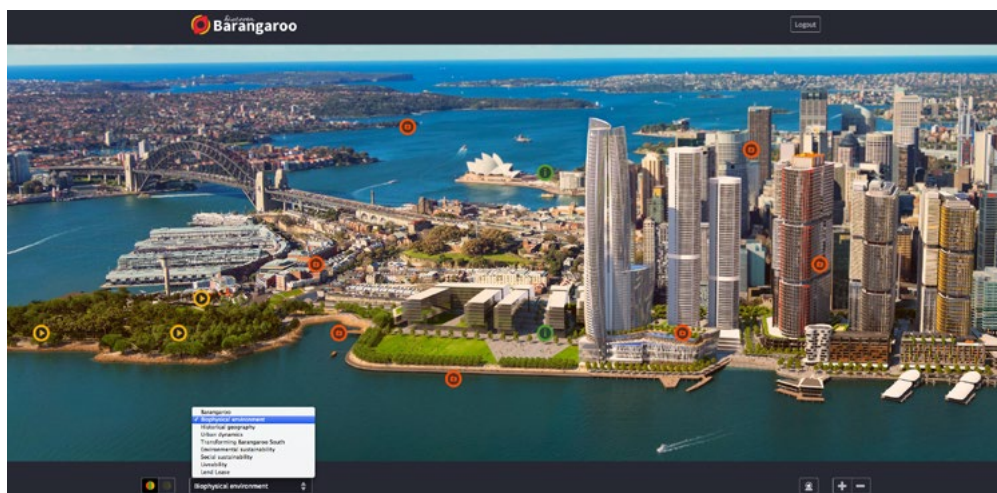 discover
Barangaroo
Logout
Barangaroo
✓ Biophysical environment
Historical geography
Urban dynamics
Transforming Barangaroo South
Environmental sustainability
Social sustainability
Liveability
Land Lease
Biophysical environment